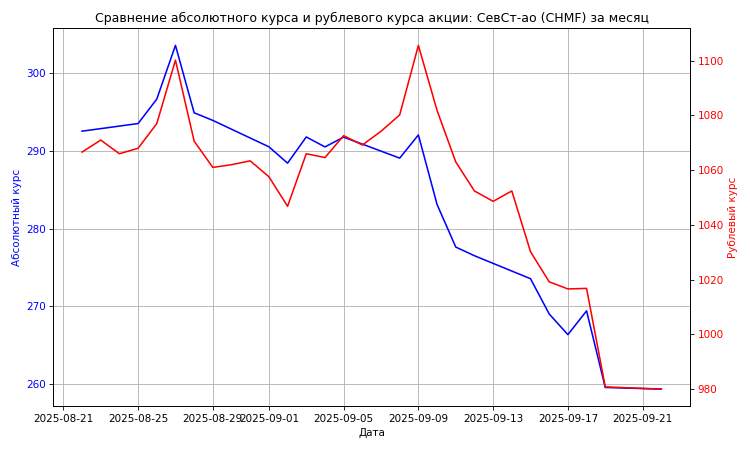 Сравнение абсолютного курса и рублевого курса акции: СевСт-ао (CHMF) за месяц
300
290
280
270
260
Абсолютный курс
1100
1080
1060
1040
1020
1000
980
Рублевый курс
2025-08-21 2025-08-25 2025-08-29 2025-09-01 2025-09-05 2025-09-09 2025-09-13 2025-09-17 2025-09-21
Дата